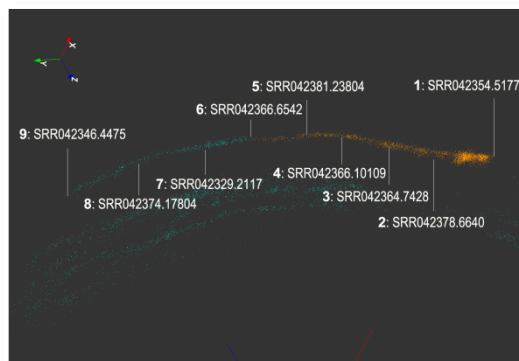 X
Y
Z
5: SRR042381.23804
1: SRR042354.5177
6: SRR042366.6542
9: SRR042346.4475
4: SRR042366.10109
7: SRR042329.2117
3: SRR042364.7428
8: SRR042374.17804
2: SRR042378.6640